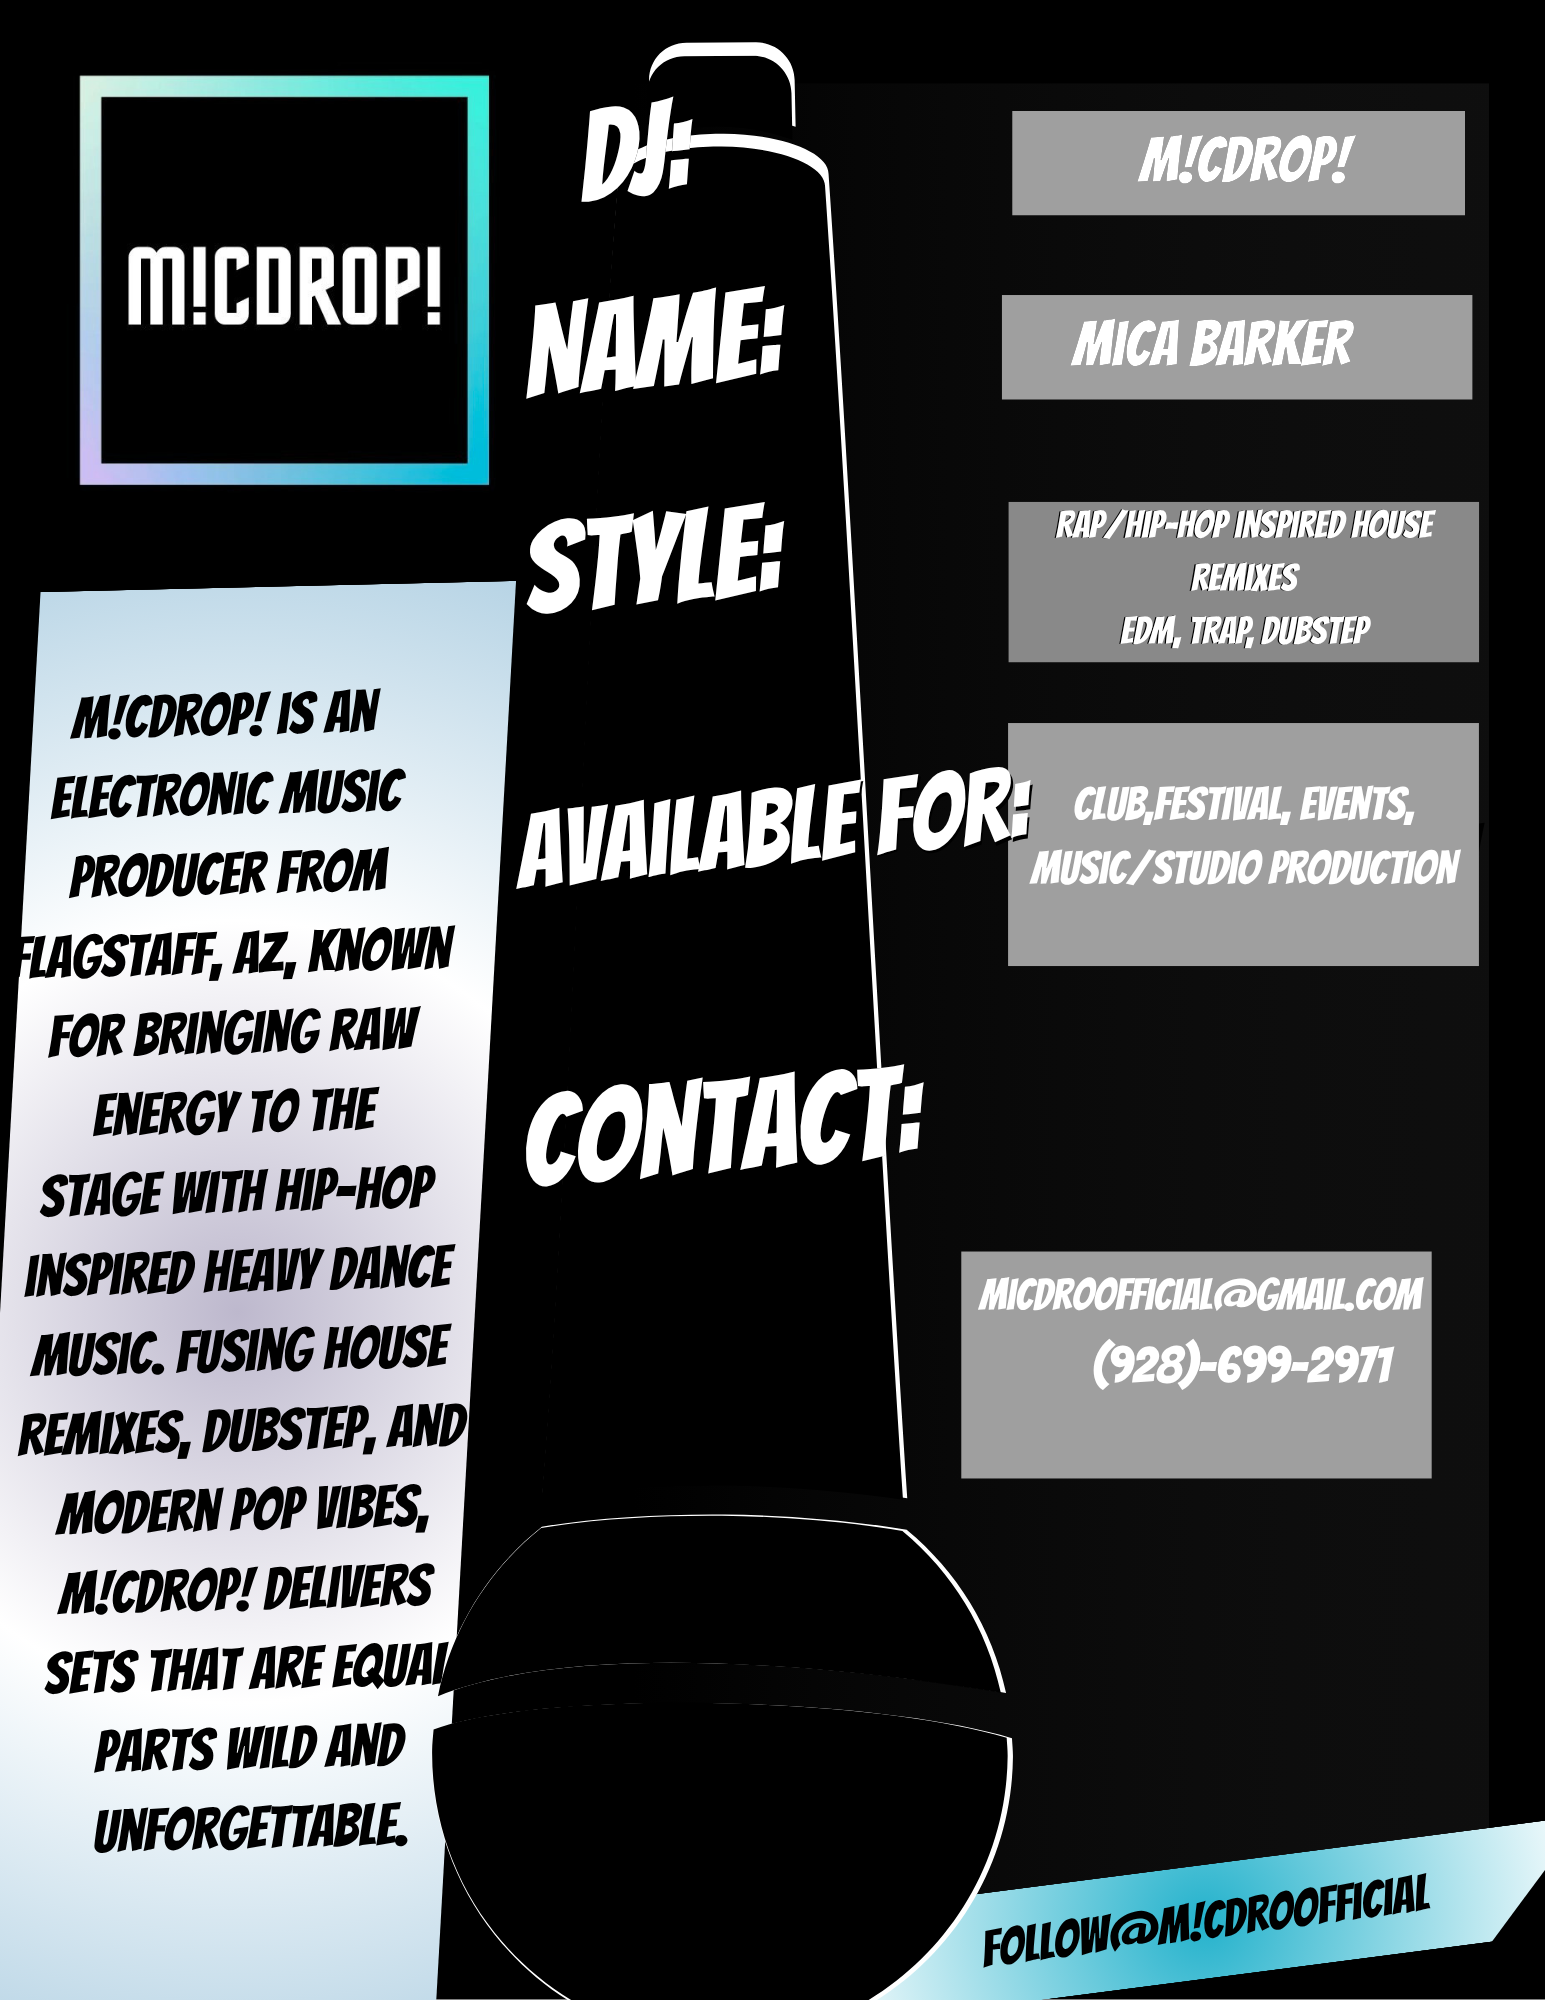 M!CDROP!
DJ:
M!CDROP!
NAME:
MICA BARKER
STYLE:
RAP/HIP-HOP INSPIRED HOUSE
REMIXES
EDM, TRAP, DUBSTEP
AVAILABLE FOR:
CLUB,FESTIVAL, EVENTS,
MUSIC/STUDIO PRODUCTION
CONTACT:
MICDROOFFICIAL@GMAIL.COM
(928)-699-2971
M!CDROP! IS AN
ELECTRONIC MUSIC
PRODUCER FROM
FLAGSTAFF, AZ, KNOWN
FOR BRINGING RAW
ENERGY TO THE
STAGE WITH HIP-HOP
INSPIRED HEAVY DANCE
MUSIC. FUSING HOUSE
REMIXES, DUBSTEP, AND
MODERN POP VIBES,
M!CDROP! DELIVERS
SETS THAT ARE EQUAL
PARTS WILD AND
UNFORGETTABLE.
FOLLOW@M!CDROOFFICIAL